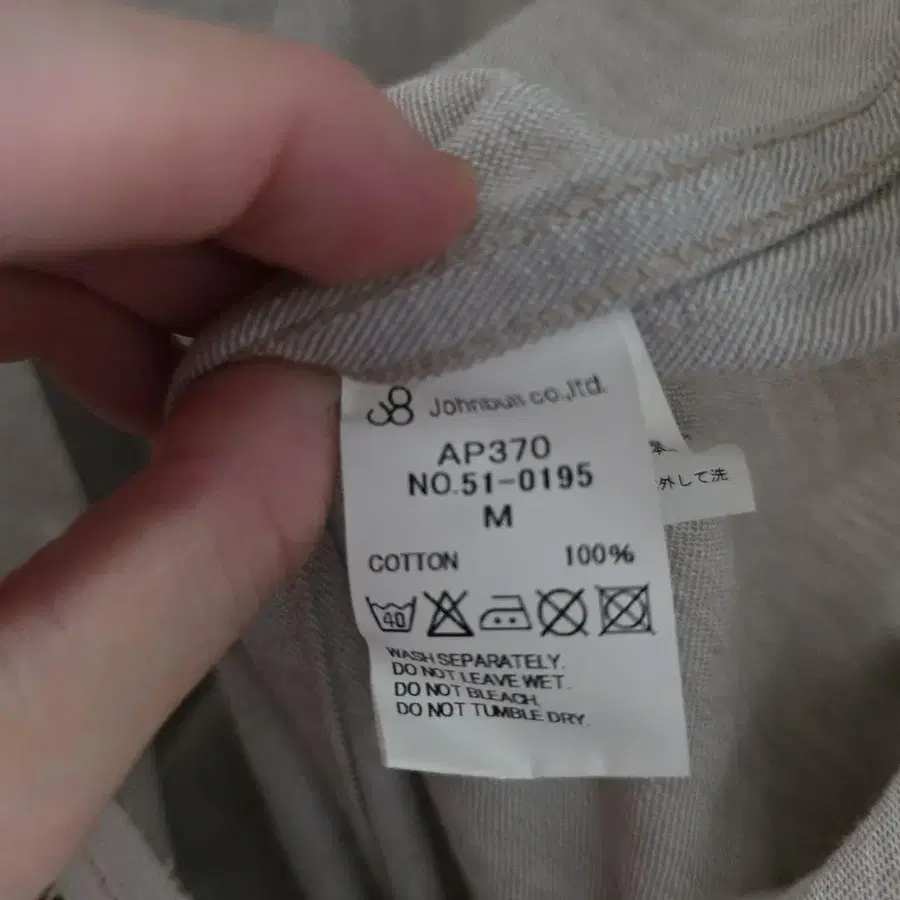 Johnbull co.,ltd.
AP370
NO.51-0195
M
COTTON 100%
40
WASH SEPARATELY.
DO NOT LEAVE WET.
DO NOT BLEACH.
DO NOT TUMBLE DRY.
外して洗